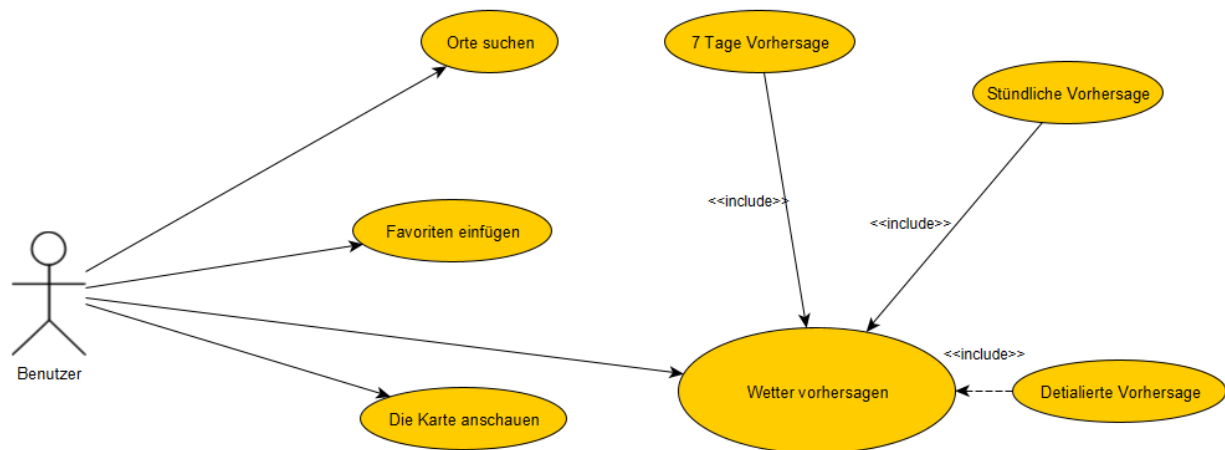 Orte suchen
7 Tage Vorhersage
Stündliche Vorhersage
<<include>>
<<include>>
Favoriten einfügen
<<include>>
Benutzer
Wetter vorhersagen
Detialierte Vorhersage
Die Karte anschauen